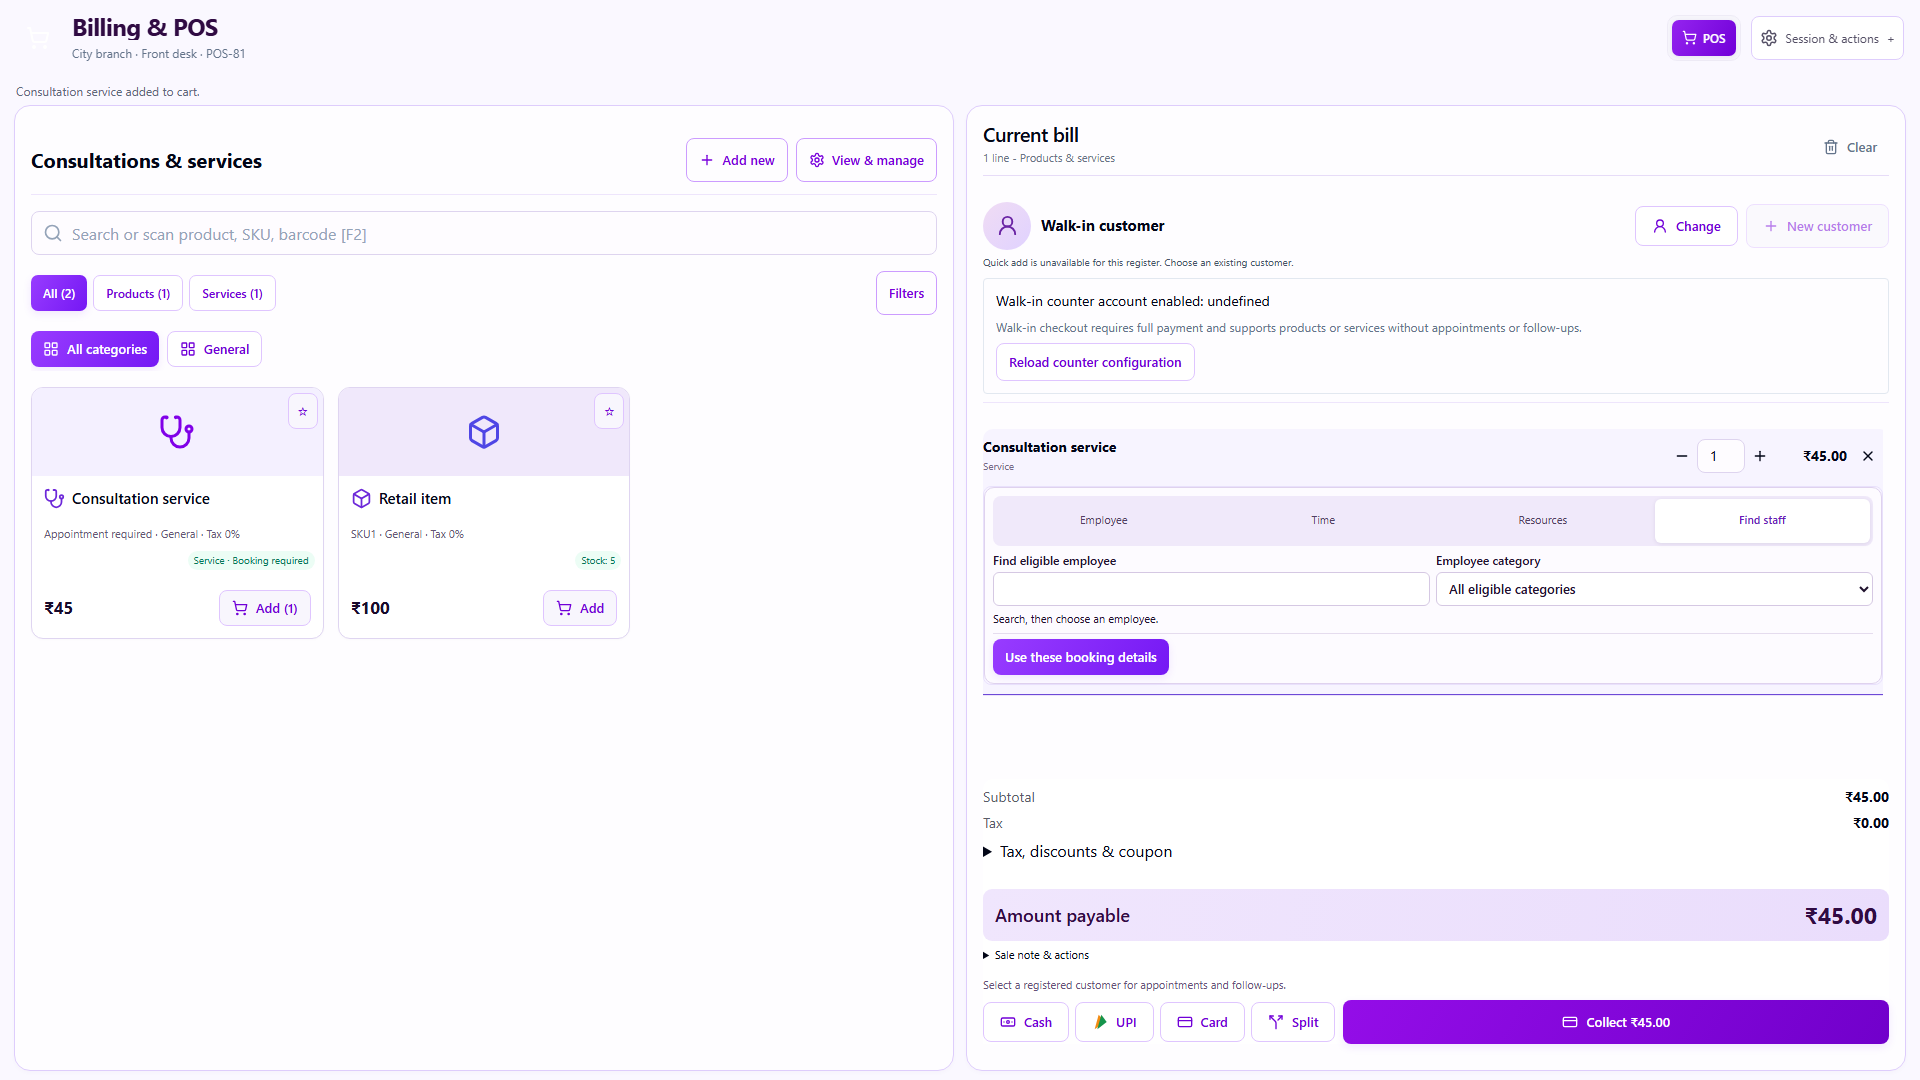 Billing & POS
City branch · Front desk · POS-81
POS
Session & actions +
Consultation service added to cart.
Consultations & services
Add new
View & manage
Search or scan product, SKU, barcode [F2]
All (2)
Products (1)
Services (1)
Filters
All categories
General
Consultation service
Appointment required · General · Tax 0%
Service · Booking required
₹45
Add (1)
Retail item
SKU1 · General · Tax 0%
Stock: 5
₹100
Add
Current bill
1 line - Products & services
Clear
Walk-in customer
Change
New customer
Quick add is unavailable for this register. Choose an existing customer.
Walk-in counter account enabled: undefined
Walk-in checkout requires full payment and supports products or services without appointments or follow-ups.
Reload counter configuration
Consultation service
Service
1
₹45.00
Employee
Time
Resources
Find staff
Find eligible employee
Employee category
All eligible categories
Search, then choose an employee.
Use these booking details
Subtotal
₹45.00
Tax
₹0.00
Tax, discounts & coupon
Amount payable
₹45.00
Sale note & actions
Select a registered customer for appointments and follow-ups.
Cash
UPI
Card
Split
Collect ₹45.00